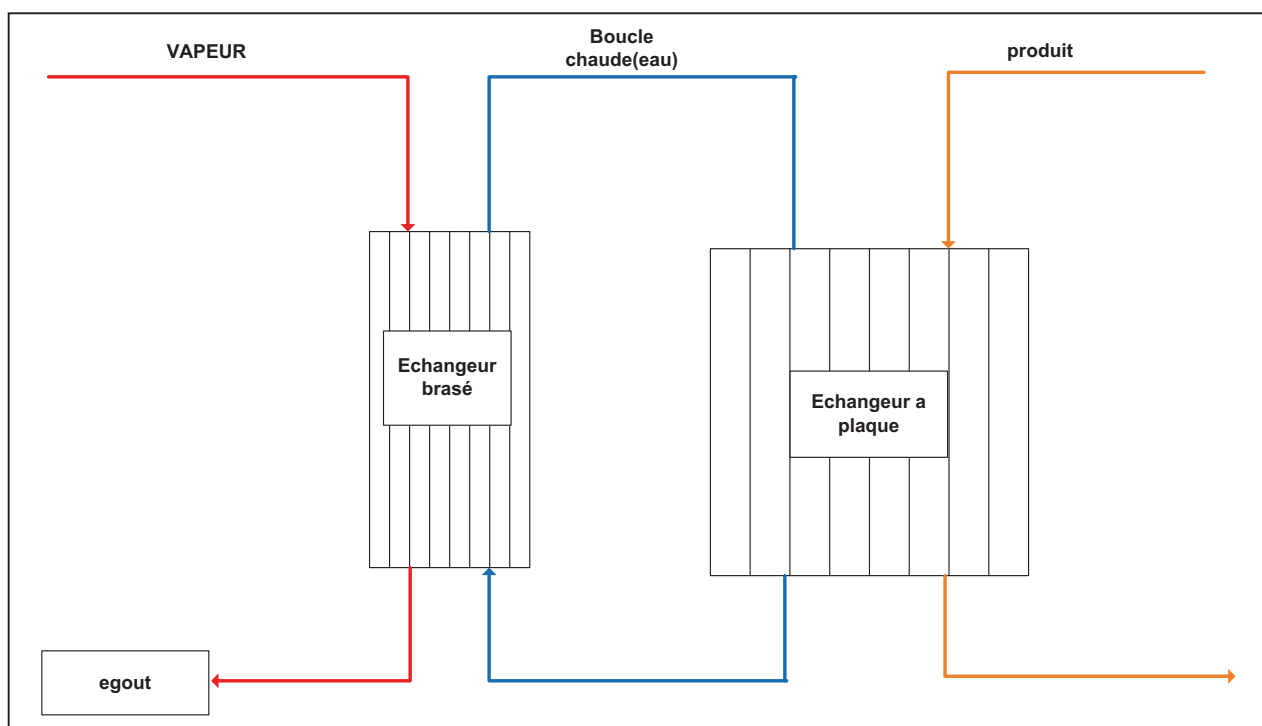 VAPEUR
Boucle
chaude(eau)
produit
Echangeur
brasé
Echangeur a
plaque
egout